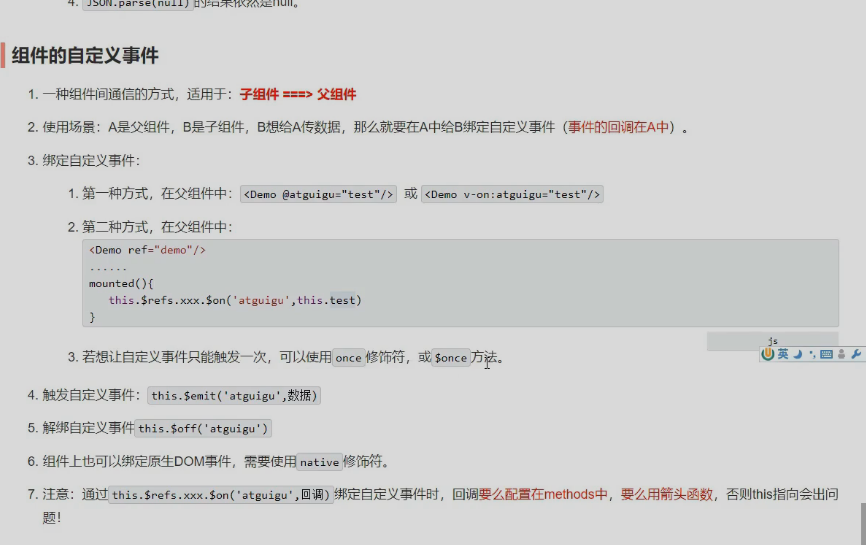 4. JSON.parse(null)的结果依然是null。
组件的自定义事件
1. 一种组件间通信的方式，适用于：子组件 ===> 父组件
2. 使用场景：A是父组件，B是子组件，B想给A传数据，那么就要在A中给B绑定自定义事件（事件的回调在A中）。
3. 绑定自定义事件：
1. 第一种方式，在父组件中：<Demo @atguigu="test"/> 或 <Demo v-on:atguigu="test"/>
2. 第二种方式，在父组件中：
<Demo ref="demo"/>
......
mounted(){
this.$refs.xxx.$on('atguigu',this.test)
}
js
英
3. 若想让自定义事件只能触发一次，可以使用once修饰符，或$once方法。
4. 触发自定义事件：this.$emit('atguigu',数据)
5. 解绑自定义事件this.$off('atguigu')
6. 组件上也可以绑定原生DOM事件，需要使用native修饰符。
7. 注意：通过this.$refs.xxx.$on('atguigu',回调)绑定自定义事件时，回调要么配置在methods中，要么用箭头函数，否则this指向会出问
题！